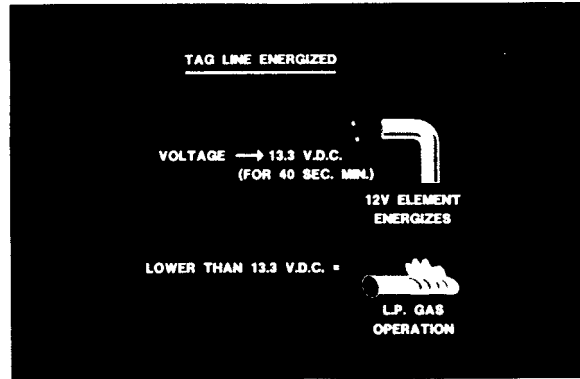 TAG LINE ENERGIZED
VOLTAGE → 13.3 V.D.C.
(FOR 40 SEC. MIN.)
12V ELEMENT
ENERGIZES
LOWER THAN 13.3 V.D.C. =
L.P. GAS
OPERATION